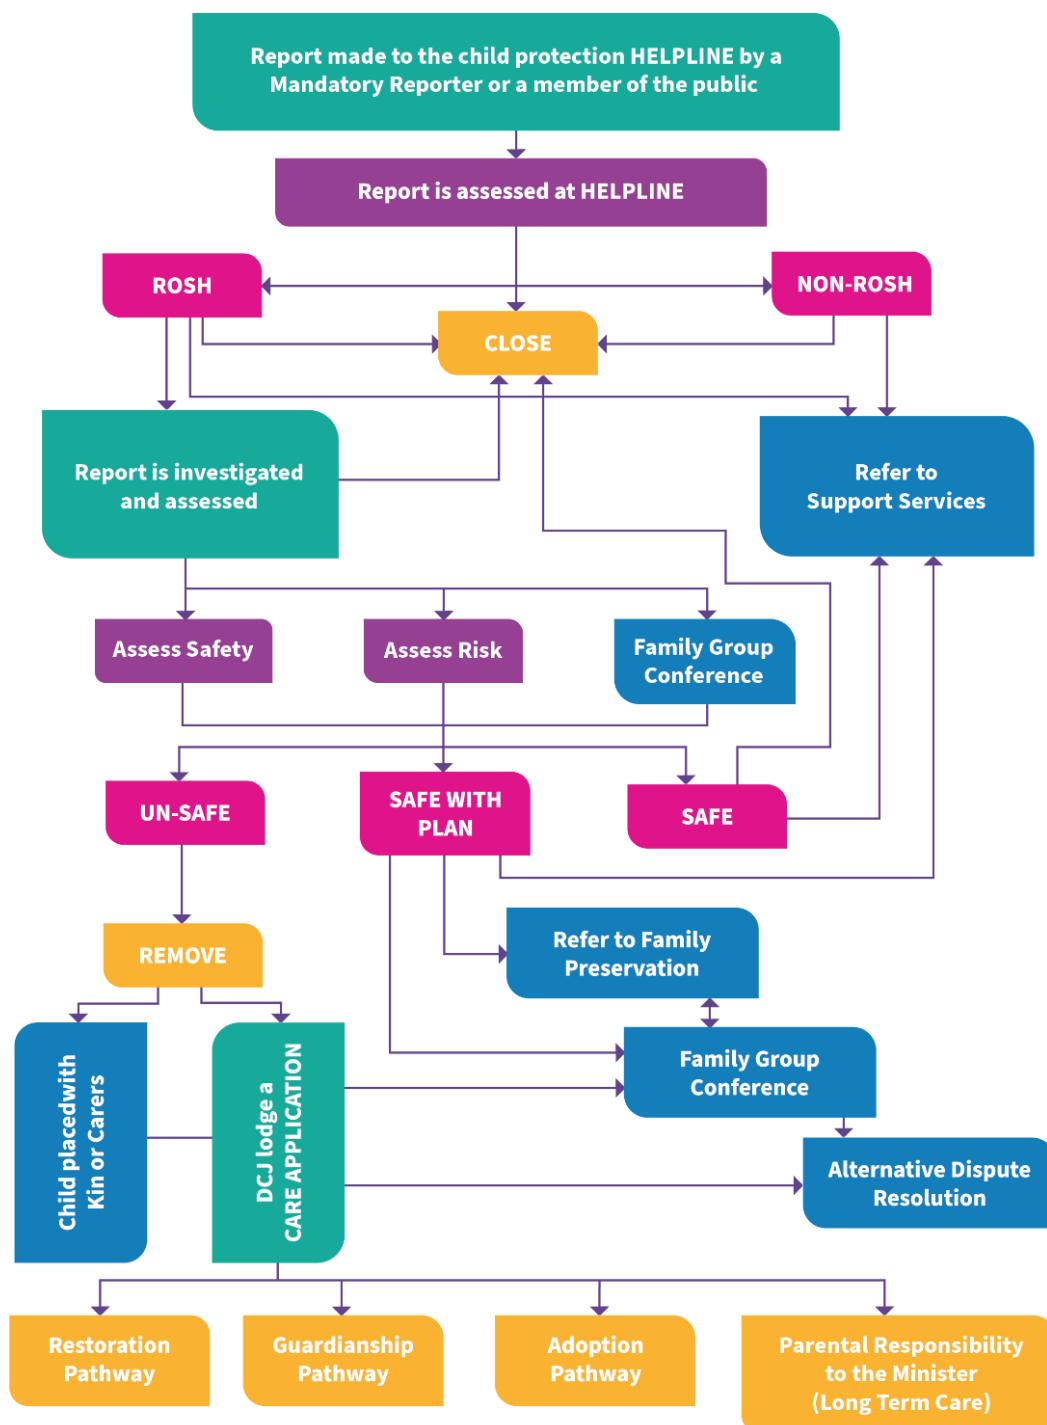 Report made to the child protection HELPLINE by a
Mandatory Reporter or a member of the public
Report is assessed at HELPLINE
ROSH
NON-ROSH
CLOSE
Report is investigated
and assessed
Refer to
Support Services
Assess Safety
Assess Risk
Family Group
Conference
UN-SAFE
SAFE WITH
PLAN
SAFE
REMOVE
Refer to Family
Preservation
Child placedwith
Kin or Carers
DCJ lodge a
CARE APPLICATION
Family Group
Conference
Alternative Dispute
Resolution
Restoration
Pathway
Guardianship
Pathway
Adoption
Pathway
Parental Responsibility
to the Minister
(Long Term Care)